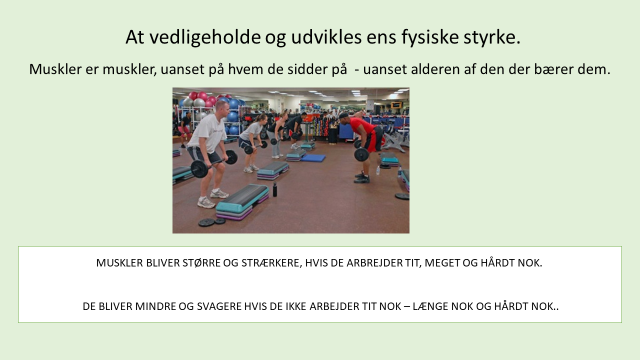 At vedligeholde og udvikles ens fysiske styrke.
Muskler er muskler, uanset på hvem de sidder på - uanset alderen af den der bærer dem.
MUSKLER BLIVER STØRRE OG STRÆRKERE, HVIS DE ARBREJDER TIT, MEGET OG HÅRDT NOK.
DE BLIVER MINDRE OG SVAGERE HVIS DE IKKE ARBEJDER TIT NOK – LÆNGE NOK OG HÅRDT NOK..